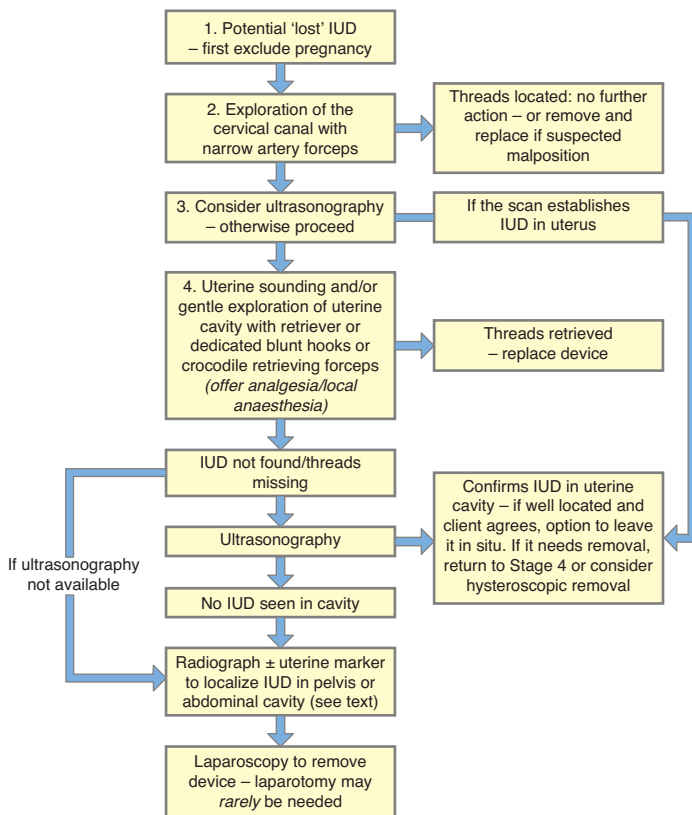 1. Potential ‘lost’ IUD
– first exclude pregnancy
2. Exploration of the
cervical canal with
narrow artery forceps
Threads located: no further
action – or remove and
replace if suspected
malposition
3. Consider ultrasonography
– otherwise proceed
If the scan establishes
IUD in uterus
4. Uterine sounding and/or
gentle exploration of uterine
cavity with retriever or
dedicated blunt hooks or
crocodile retrieving forceps
(offer analgesia/local
anaesthesia)
Threads retrieved
– replace device
IUD not found/threads
missing
Ultrasonography
Confirms IUD in uterine
cavity – if well located and
client agrees, option to leave
it in situ. If it needs removal,
return to Stage 4 or consider
hysteroscopic removal
If ultrasonography
not available
No IUD seen in cavity
Radiograph ± uterine marker
to localize IUD in pelvis or
abdominal cavity (see text)
Laparoscopy to remove
device – laparotomy may
rarely be needed